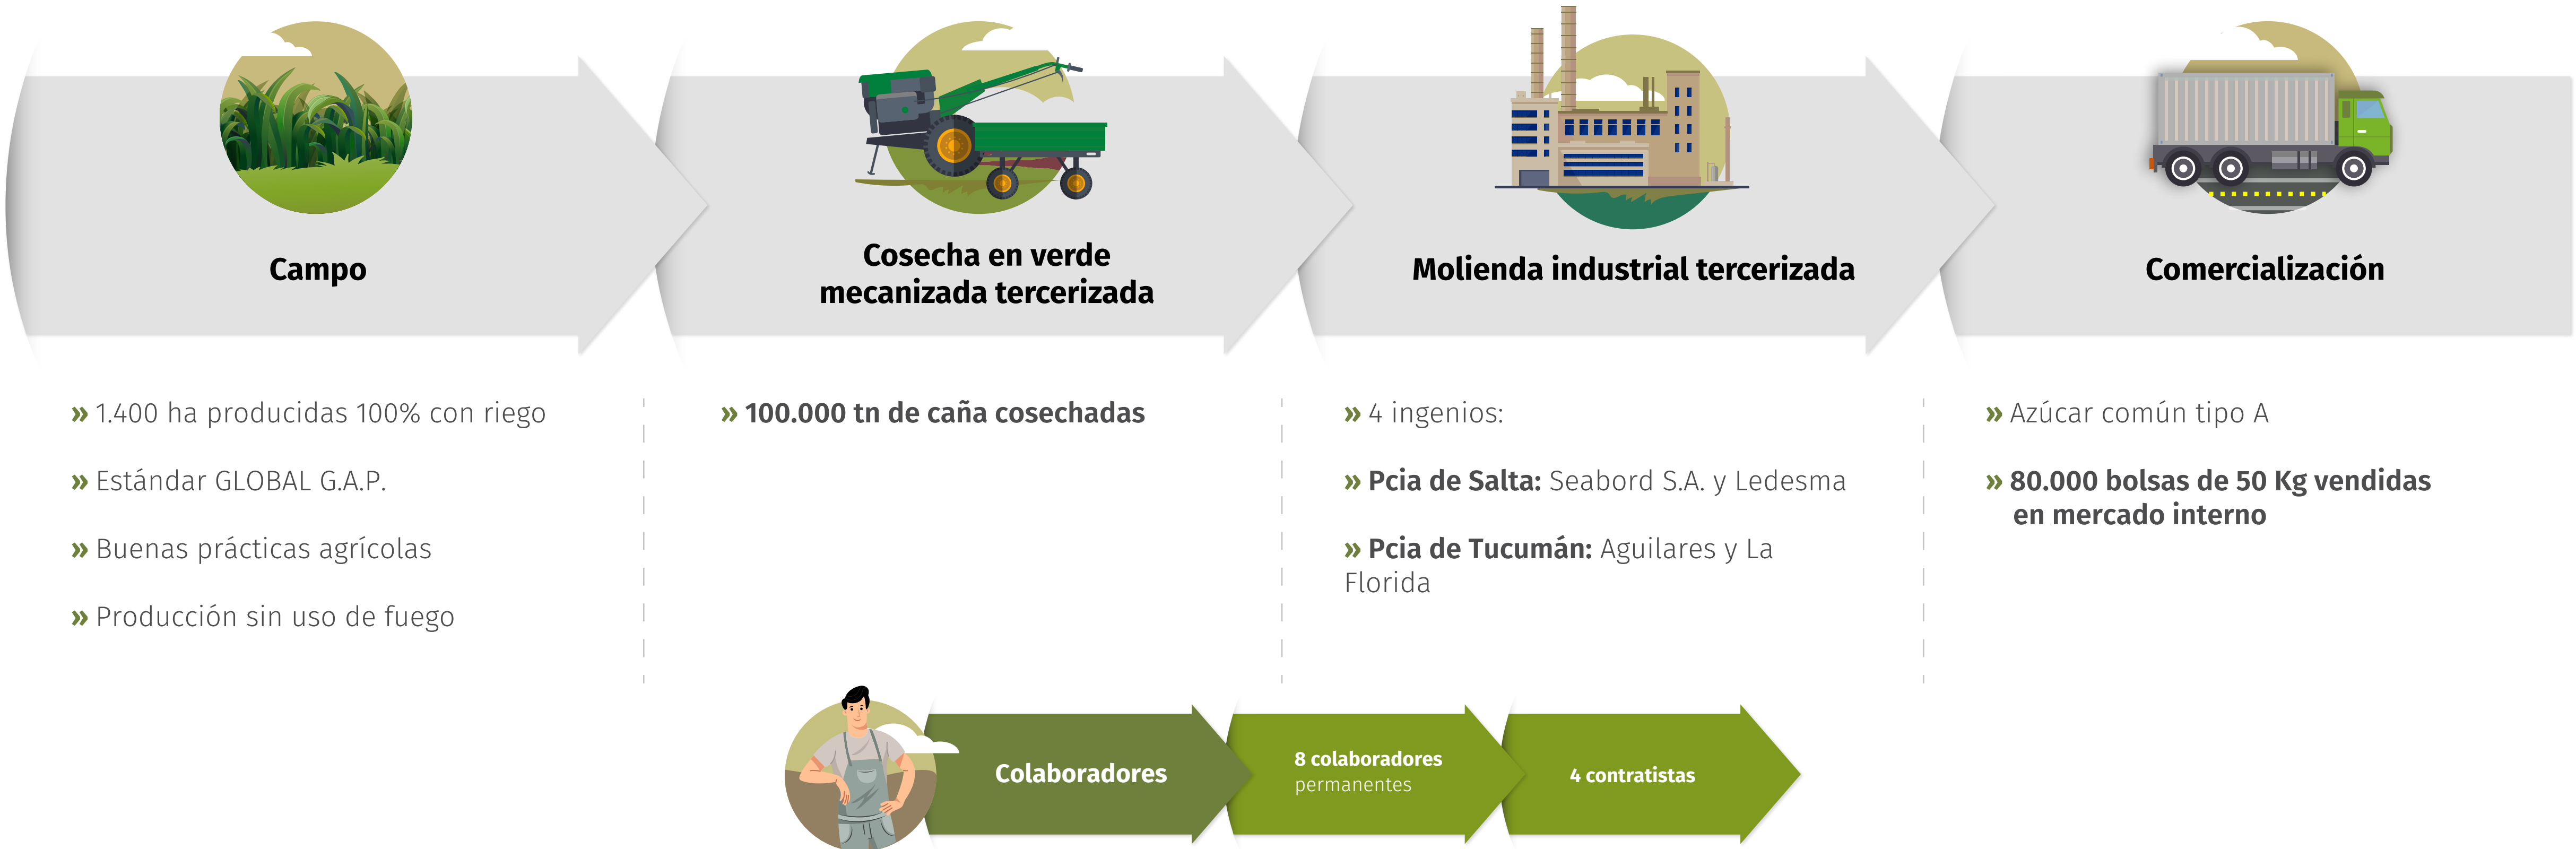 Campo
Cosecha en verde
mecanizada tercerizada
Molienda industrial tercerizada
Comercialización
» 1.400 ha producidas 100% con riego
» Estándar GLOBAL G.A.P.
» Buenas prácticas agrícolas
» Producción sin uso de fuego
» 100.000 tn de caña cosechadas
» 4 ingenios:
» Pcia de Salta: Seabord S.A. y Ledesma
» Pcia de Tucumán: Aguilares y La
Florida
» Azúcar común tipo A
» 80.000 bolsas de 50 Kg vendidas
en mercado interno
Colaboradores
8 colaboradores
permanentes
4 contratistas